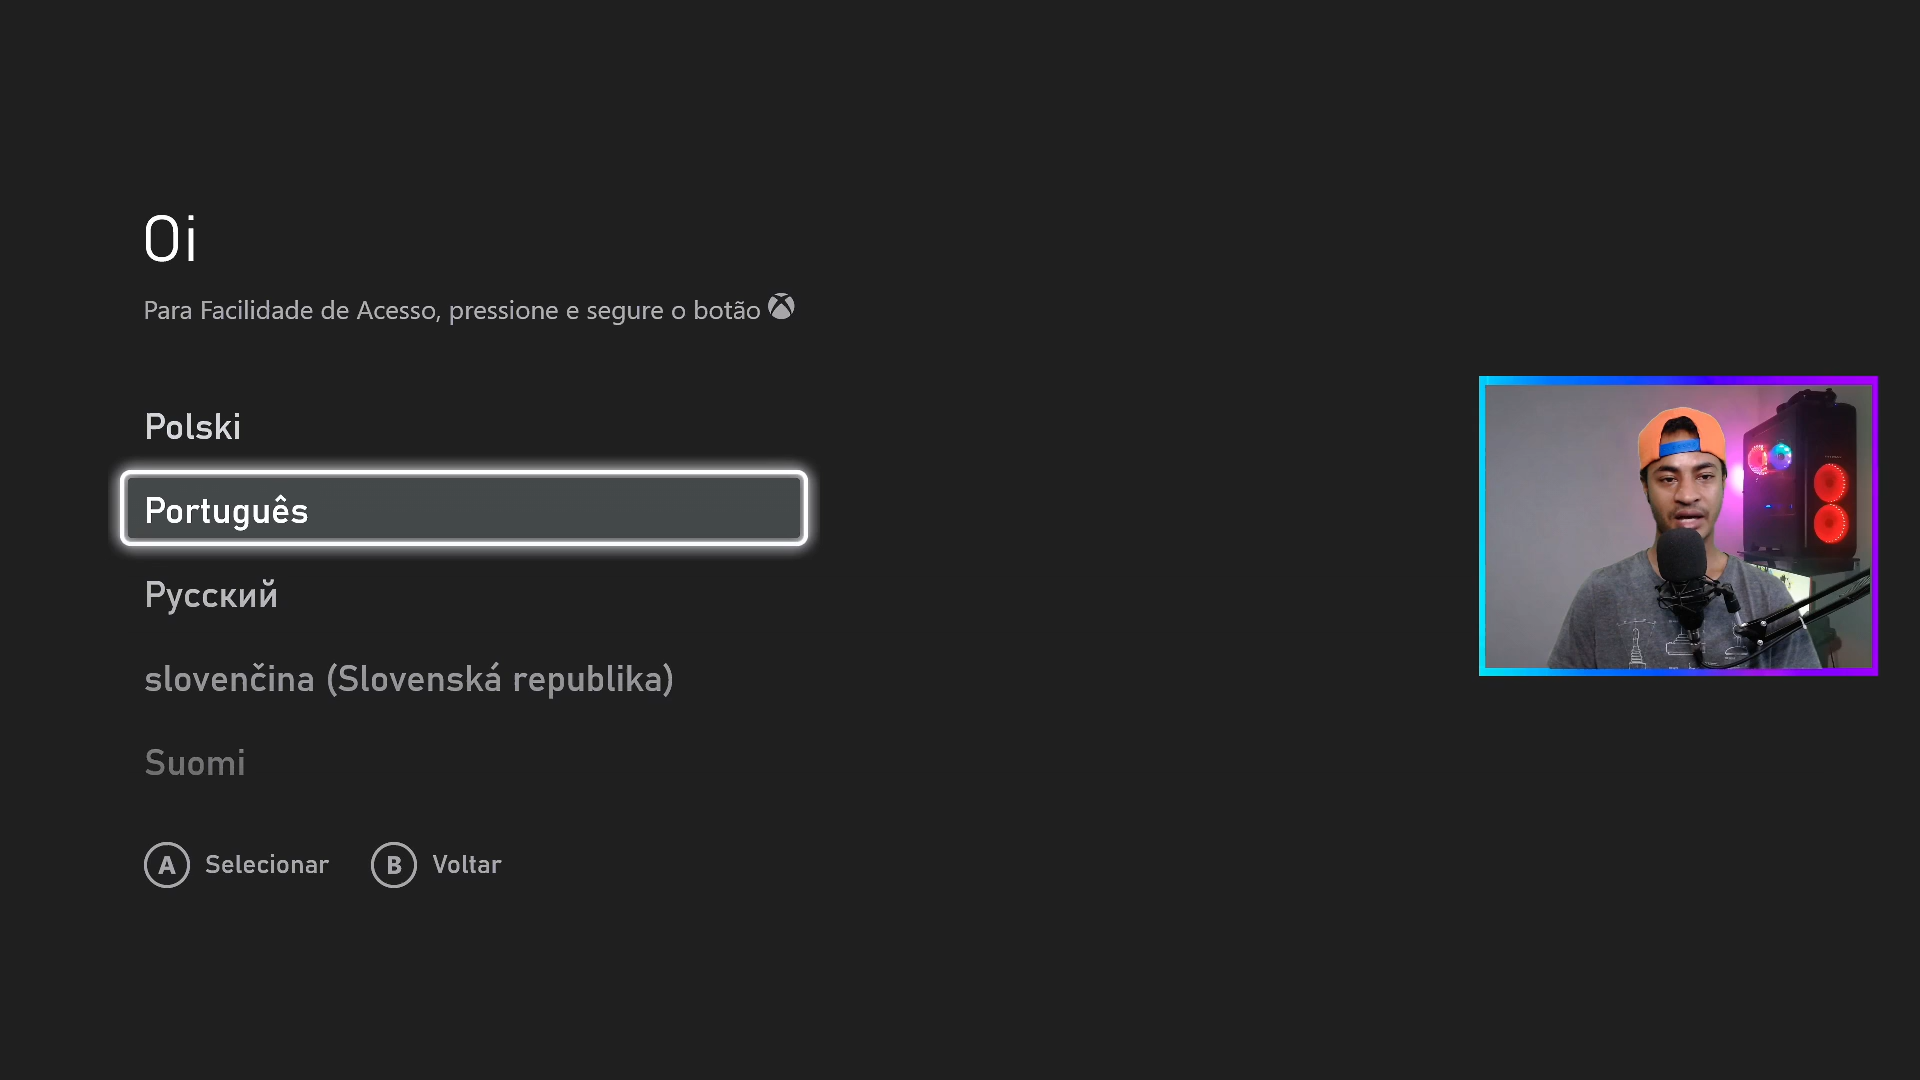 Oi
Para Facilidade de Acesso, pressione e segure o botão
Polski
Português
Русский
slovenčina (Slovenská republika)
Suomi
A Selecionar B Voltar